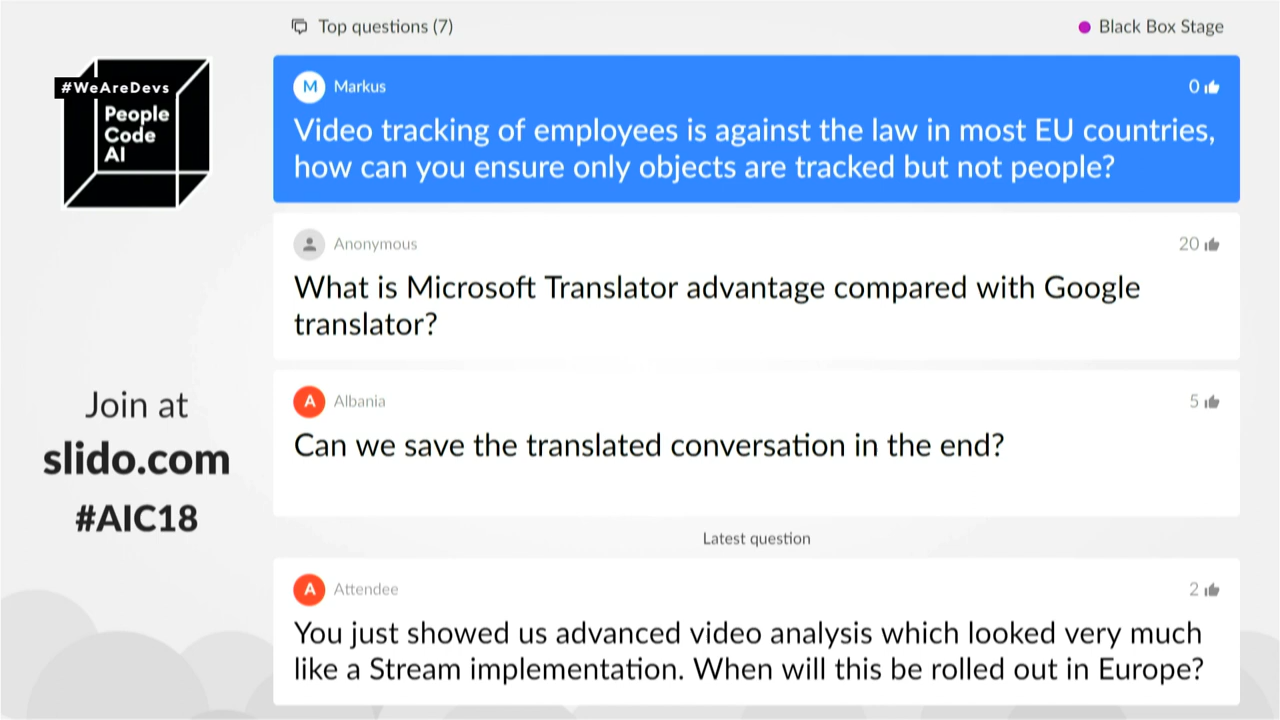 Top questions (7)
Black Box Stage
#WeAreDevs
People
Code
AI
Join at
slido.com
#AIC18
M Markus 0
Video tracking of employees is against the law in most EU countries,
how can you ensure only objects are tracked but not people?
Anonymous 20
What is Microsoft Translator advantage compared with Google
translator?
A Albania 5
Can we save the translated conversation in the end?
Latest question
A Attendee 2
You just showed us advanced video analysis which looked very much
like a Stream implementation. When will this be rolled out in Europe?